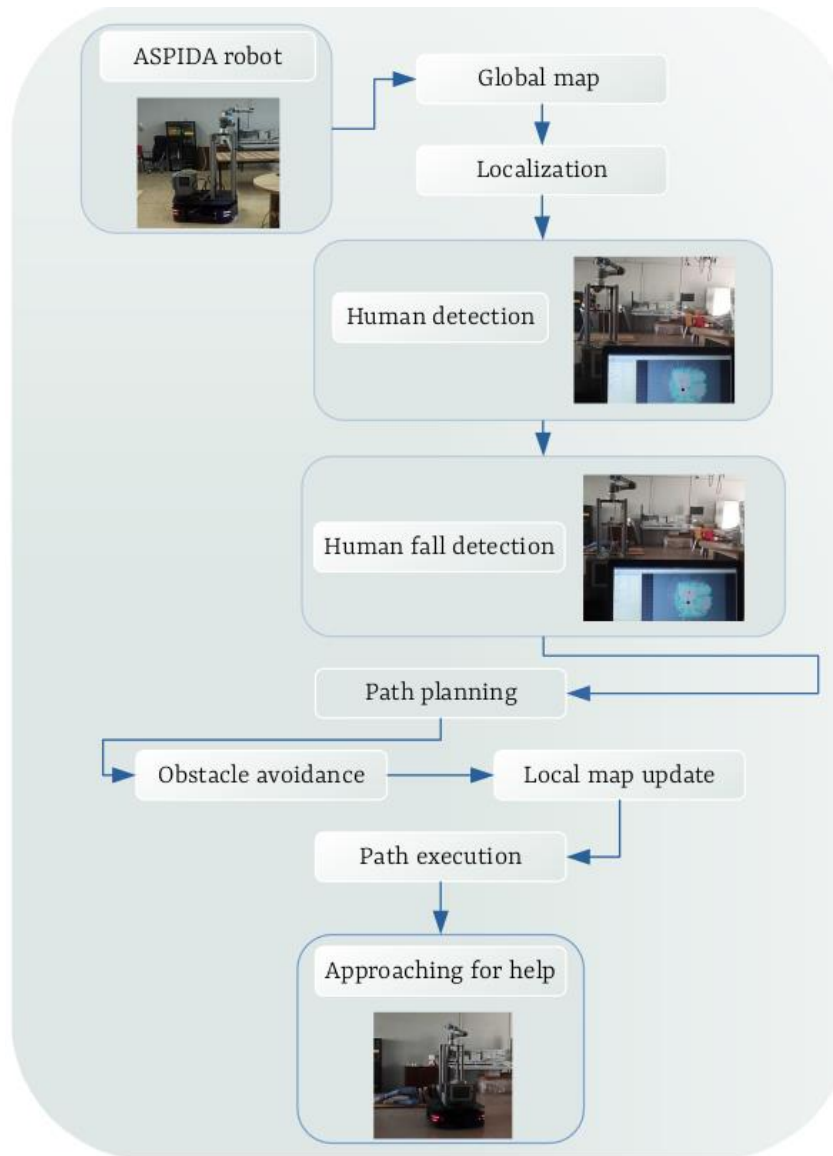 ASPIDA robot
Global map
Localization
Human detection
Human fall detection
Path planning
Obstacle avoidance
Local map update
Path execution
Approaching for help